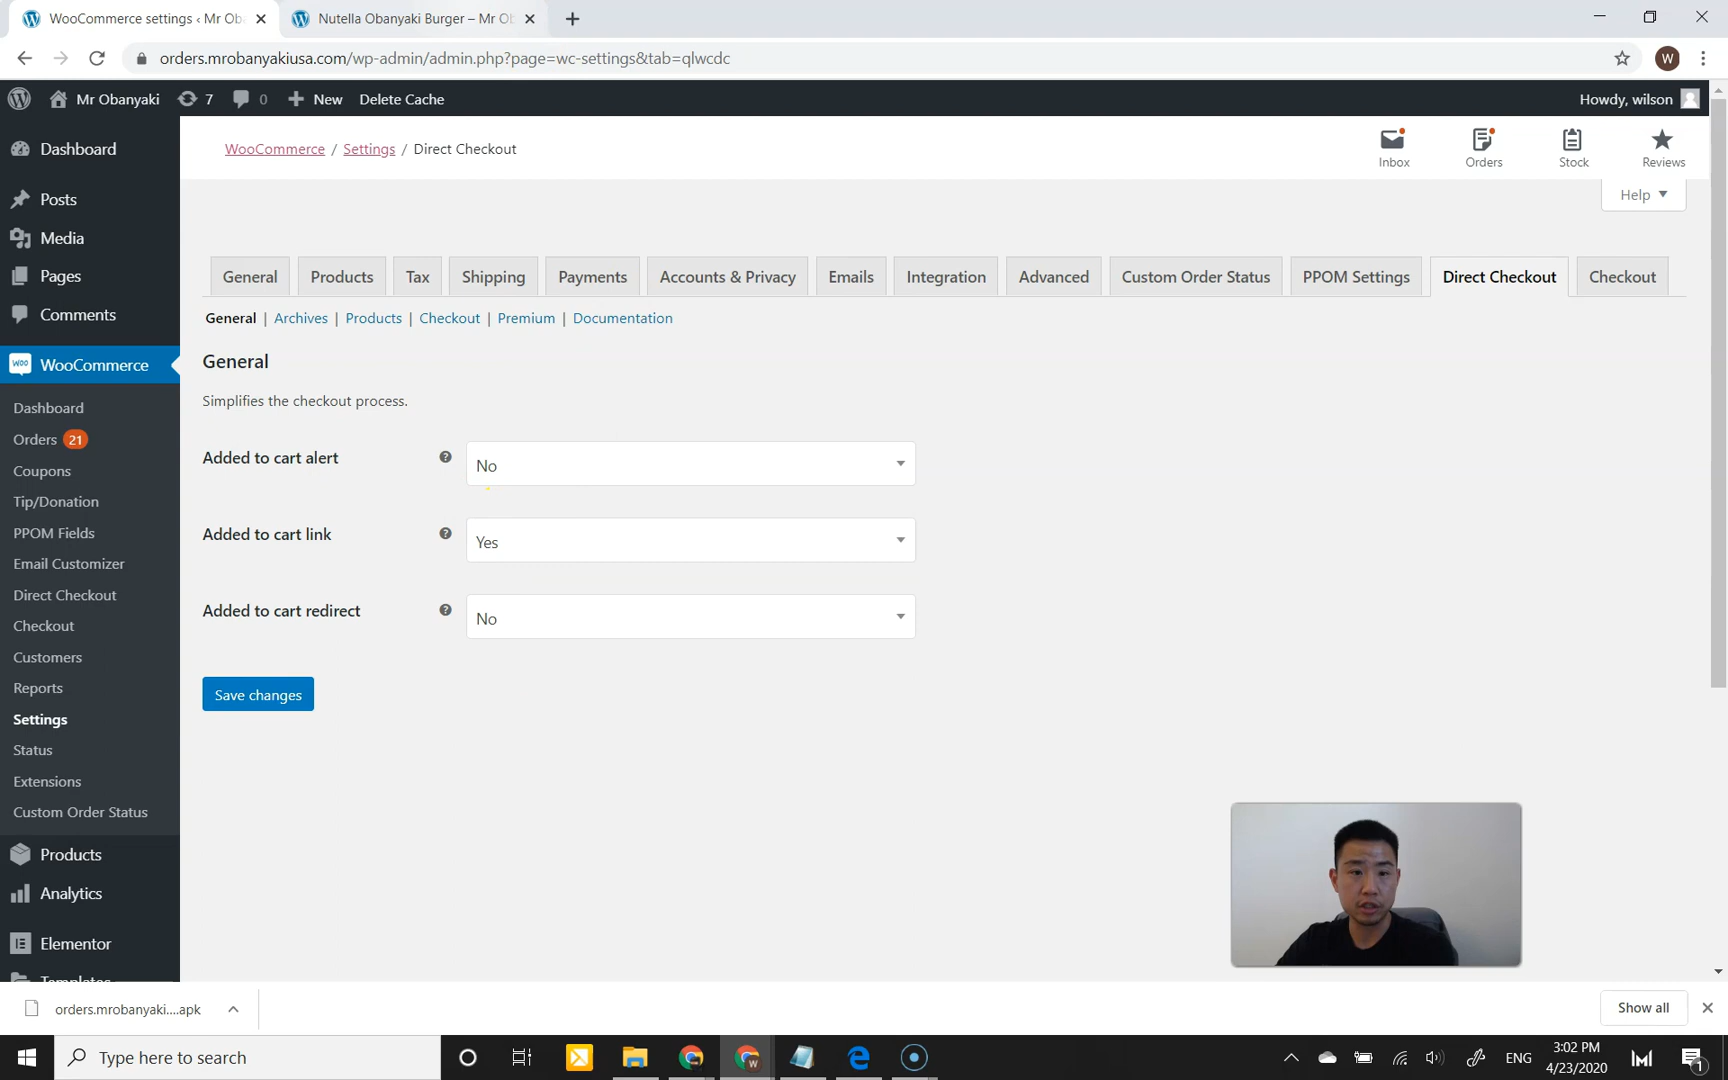 WooCommerce settings ‹ Mr Ob
Nutella Obanyaki Burger – Mr Ob
orders.mrobanyakiusa.com/wp-admin/admin.php?page=wc-settings&tab=qlwcdc
W
Mr Obanyaki
7
0
New
Delete Cache
Howdy, wilson
Dashboard
Posts
Media
Pages
Comments
WooCommerce
Dashboard
Orders 21
Coupons
Tip/Donation
PPOM Fields
Email Customizer
Direct Checkout
Checkout
Customers
Reports
Settings
Status
Extensions
Custom Order Status
Products
Analytics
Elementor
Templates
WooCommerce / Settings / Direct Checkout
Inbox
Orders
Stock
Reviews
Help
General
Products
Tax
Shipping
Payments
Accounts & Privacy
Emails
Integration
Advanced
Custom Order Status
PPOM Settings
Direct Checkout
Checkout
General | Archives | Products | Checkout | Premium | Documentation
General
Simplifies the checkout process.
Added to cart alert
No
Added to cart link
Yes
Added to cart redirect
No
Save changes
orders.mrobanyaki....apk
Show all
Type here to search
ENG
3:02 PM
4/23/2020
1